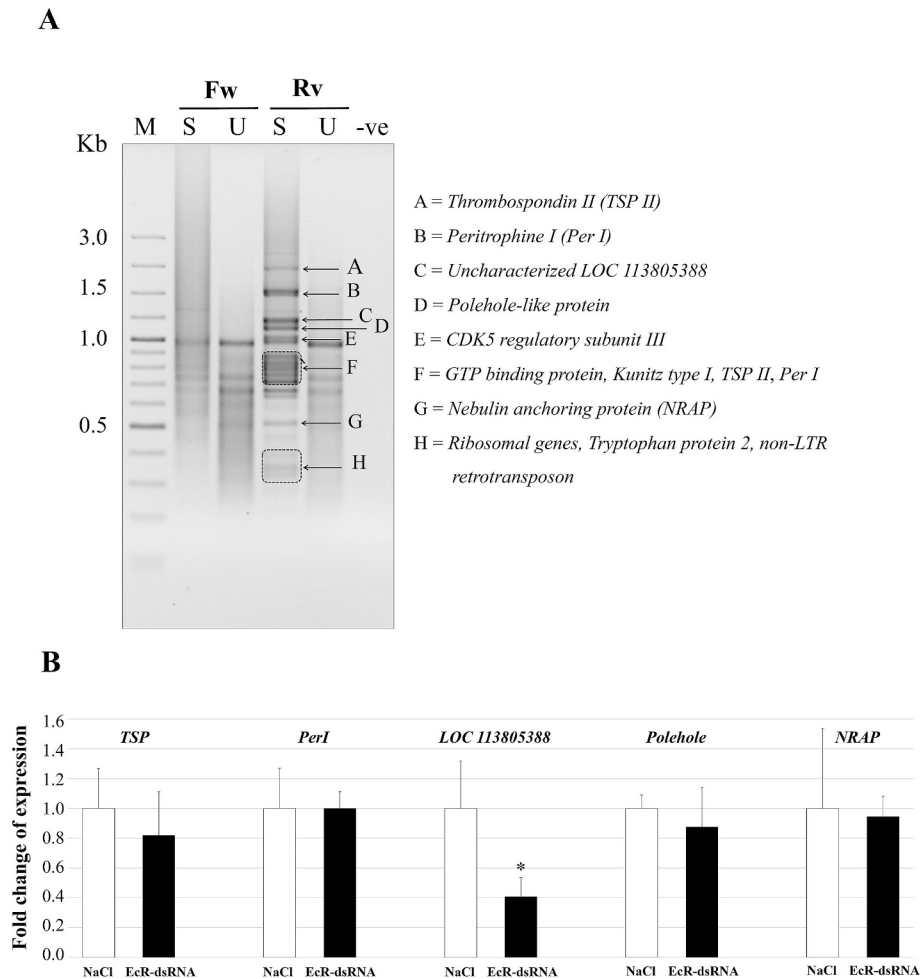 A
Fw Rv
M S U S U -ve
Kb
3.0
1.5
1.0
0.5
A
B
C
D
E
F
G
H
A = Thrombospondin II (TSP II)
B = Peritrophine I (Per I)
C = Uncharacterized LOC 113805388
D = Polehole-like protein
E = CDK5 regulatory subunit III
F = GTP binding protein, Kunitz type I, TSP II, Per I
G = Nebulin anchoring protein (NRAP)
H = Ribosomal genes, Tryptophan protein 2, non-LTR
retrotransposon
B
Fold change of expression
1.6
1.4
1.2
1.0
0.8
0.6
0.4
0.2
0.0
TSP PerI LOC 113805388 Polehole NRAP
*
NaCl EcR-dsRNA NaCl EcR-dsRNA NaCl EcR-dsRNA NaCl EcR-dsRNA NaCl EcR-dsRNA